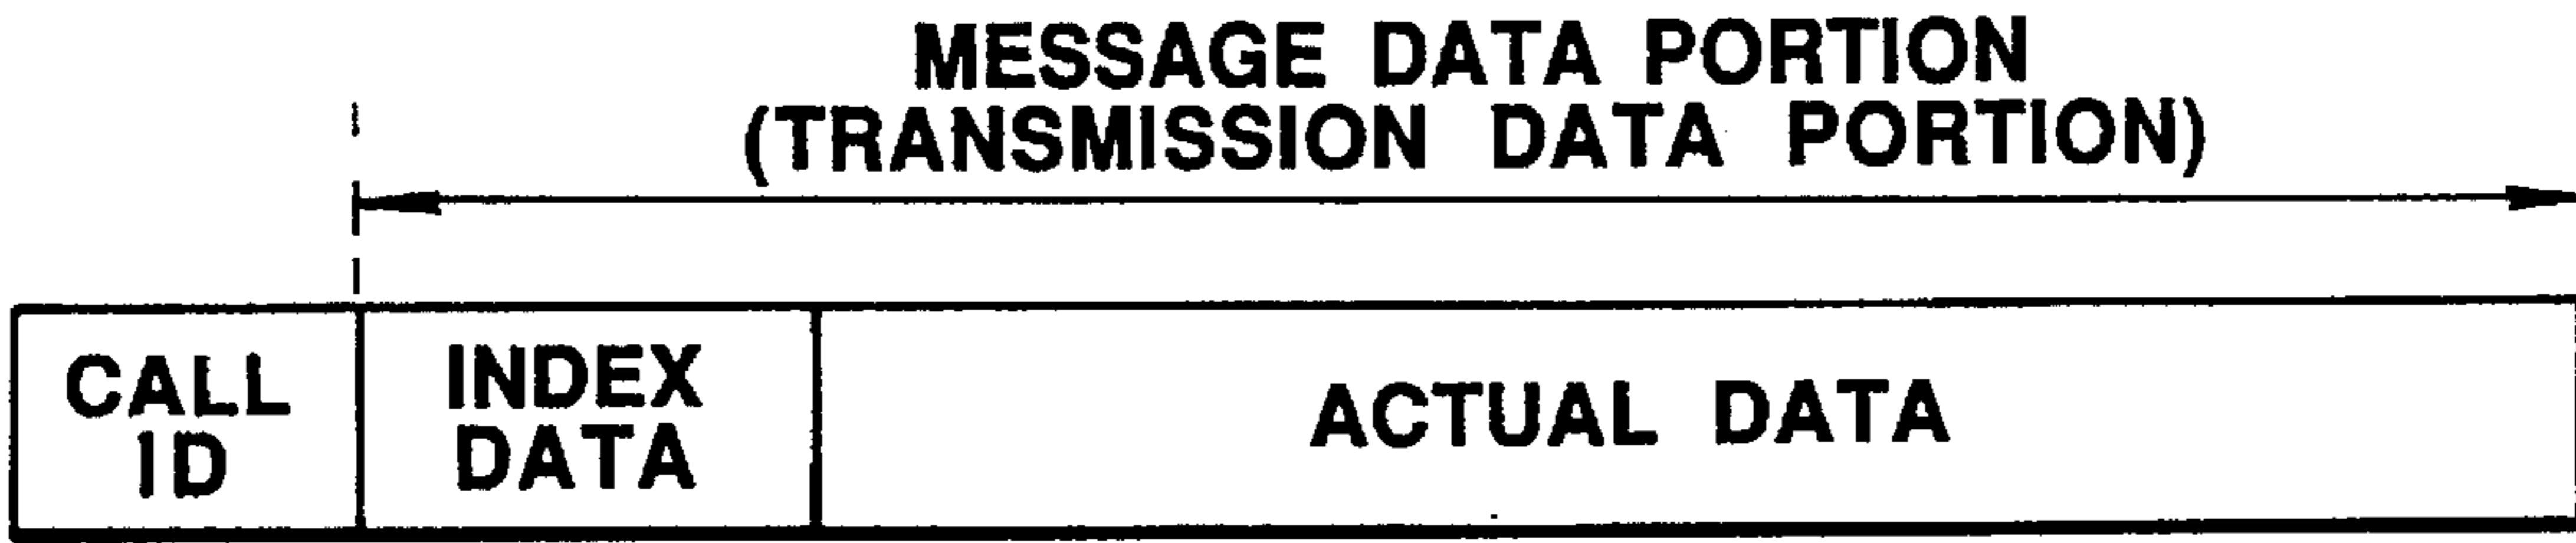 MESSAGE DATA PORTION
(TRANSMISSION DATA PORTION)
CALL
ID
INDEX
DATA
ACTUAL DATA